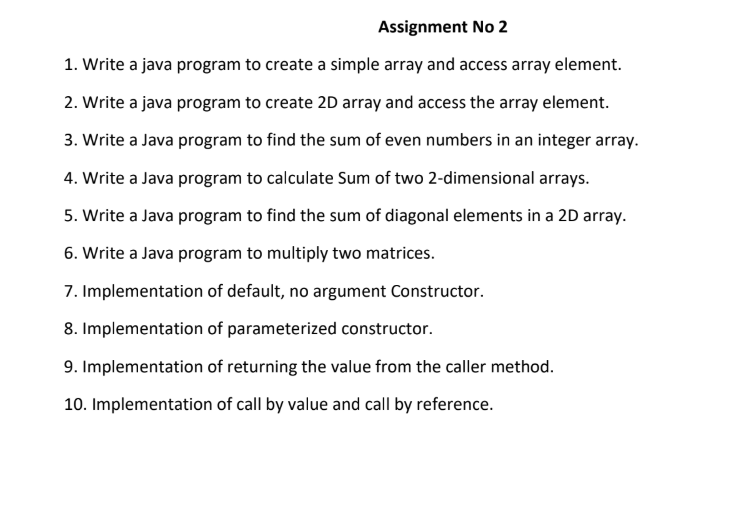 Assignment No 2
1. Write a java program to create a simple array and access array element.
2. Write a java program to create 2D array and access the array element.
3. Write a Java program to find the sum of even numbers in an integer array.
4. Write a Java program to calculate Sum of two 2-dimensional arrays.
5. Write a Java program to find the sum of diagonal elements in a 2D array.
6. Write a Java program to multiply two matrices.
7. Implementation of default, no argument Constructor.
8. Implementation of parameterized constructor.
9. Implementation of returning the value from the caller method.
10. Implementation of call by value and call by reference.